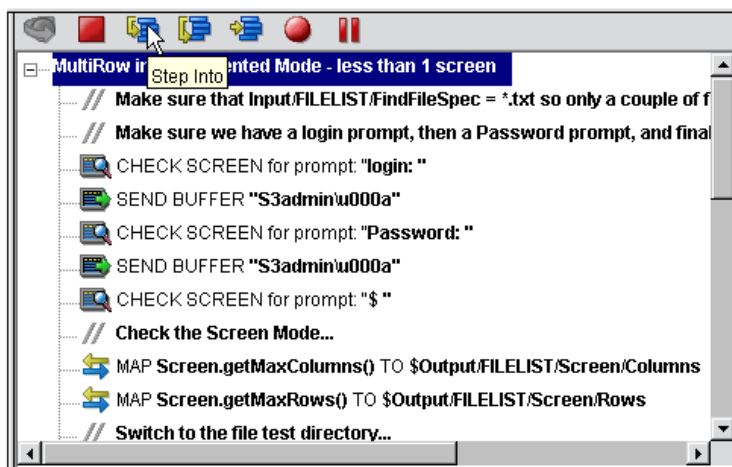 MultiRow in ented Mode - less than 1 screen
Step Into
// Make sure that Input/FILELIST/FindFileSpec = *.txt so only a couple of f
// Make sure we have a login prompt, then a Password prompt, and final
CHECK SCREEN for prompt: "login: "
SEND BUFFER "S3admin\u000a"
CHECK SCREEN for prompt: "Password: "
SEND BUFFER "S3admin\u000a"
CHECK SCREEN for prompt: "$ "
// Check the Screen Mode...
MAP Screen.getMaxColumns() TO $Output/FILELIST/Screen/Columns
MAP Screen.getMaxRows() TO $Output/FILELIST/Screen/Rows
// Switch to the file test directory...